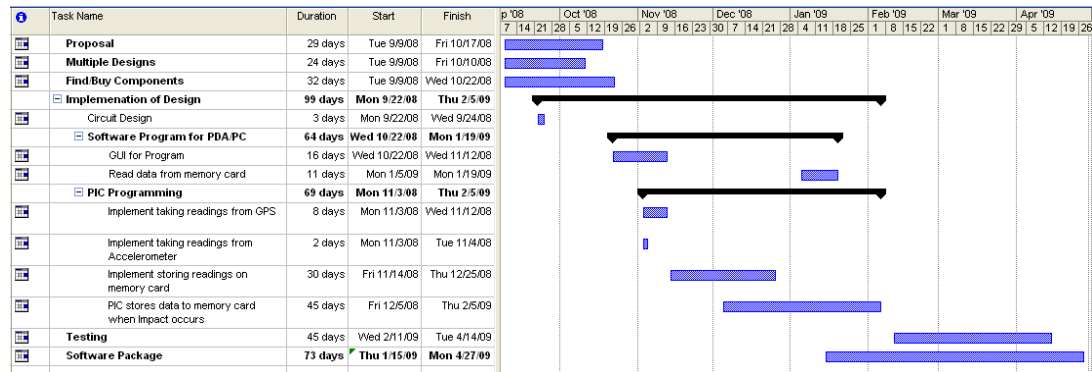 Task Name Duration Start Finish p '08 Oct '08 Nov '08 Dec '08 Jan '09 Feb '09 Mar '09 Apr '09
7 14 21 28 5 12 19 26 2 9 16 23 30 7 14 21 28 4 11 18 25 1 8 15 22 1 8 15 22 29 5 12 19 26
Proposal 29 days Tue 9/9/08 Fri 10/17/08
Multiple Designs 24 days Tue 9/9/08 Fri 10/10/08
Find/Buy Components 32 days Tue 9/9/08 Wed 10/22/08
Implemenation of Design 99 days Mon 9/22/08 Thu 2/5/09
Circuit Design 3 days Mon 9/22/08 Wed 9/24/08
Software Program for PDA/PC 64 days Wed 10/22/08 Mon 1/19/09
GUI for Program 16 days Wed 10/22/08 Wed 11/12/08
Read data from memory card 11 days Mon 1/5/09 Mon 1/19/09
PIC Programming 69 days Mon 11/3/08 Thu 2/5/09
Implement taking readings from GPS 8 days Mon 11/3/08 Wed 11/12/08
Implement taking readings from 2 days Mon 11/3/08 Tue 11/4/08
Accelerometer
Implement storing readings on 30 days Fri 11/14/08 Thu 12/25/08
memory card
PIC stores data to memory card 45 days Fri 12/5/08 Thu 2/5/09
when Impact occurs
Testing 45 days Wed 2/11/09 Tue 4/14/09
Software Package 73 days Thu 1/15/09 Mon 4/27/09